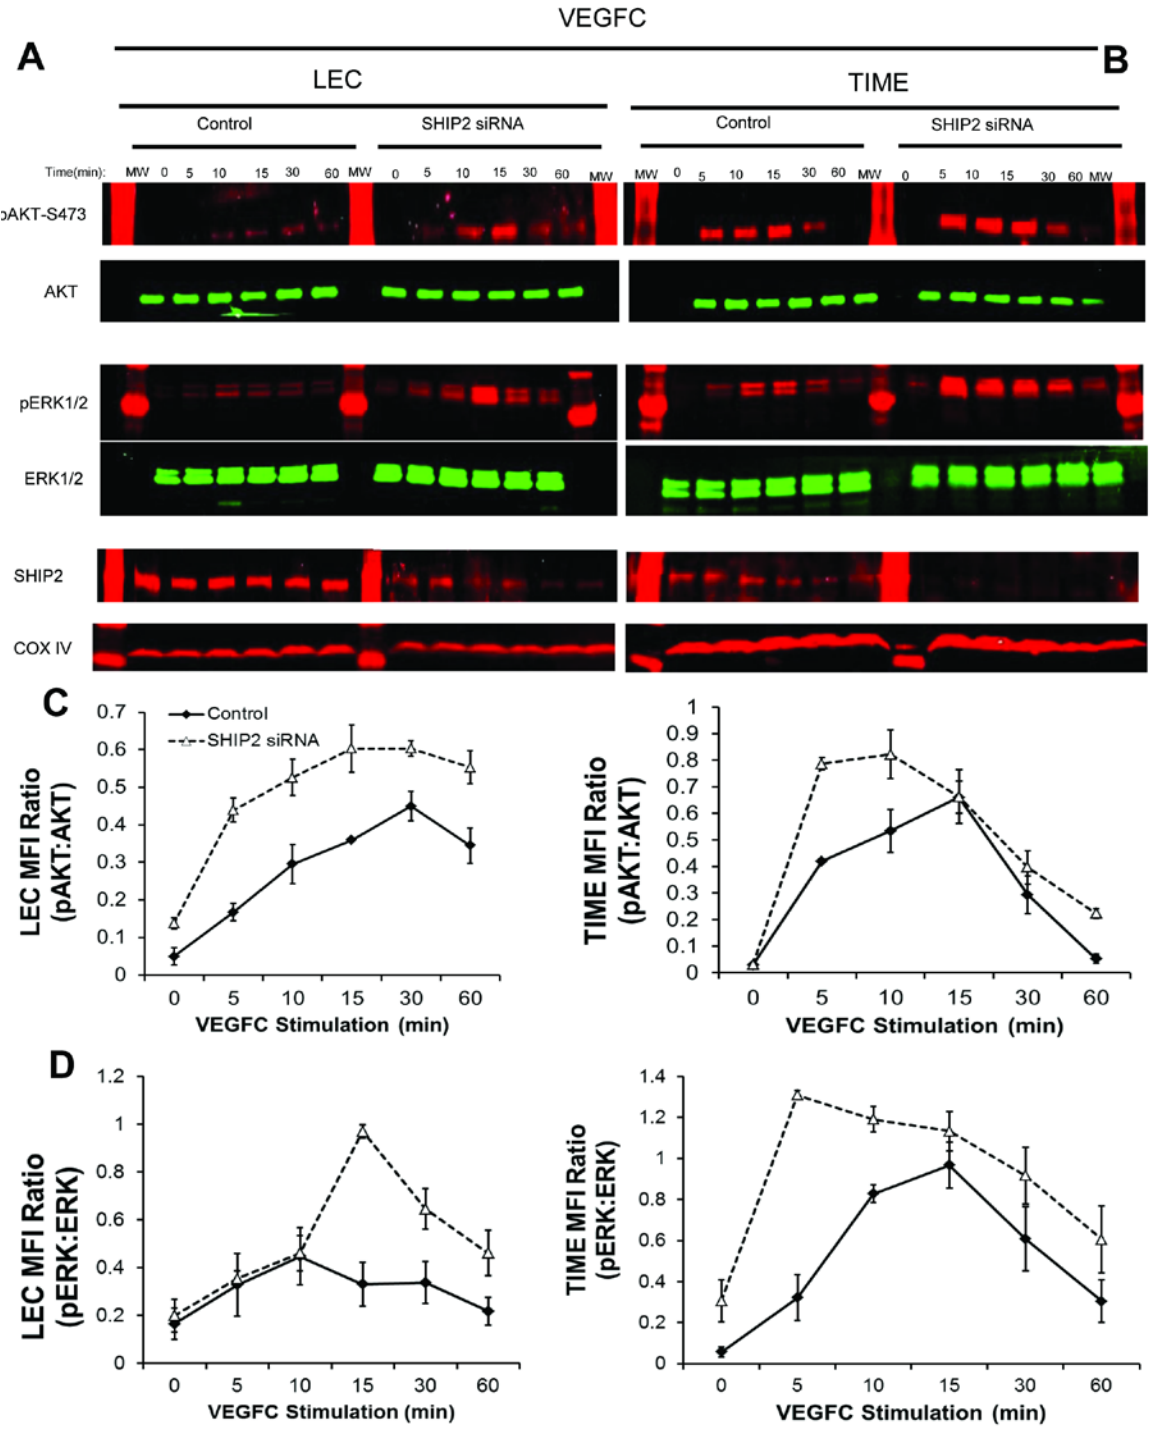 VEGFC
A
B
LEC
TIME
Control
SHIP2 siRNA
Control
SHIP2 siRNA
Time(min): MW 0 5 10 15 30 60 MW 0 5 10 15 30 60 MW
MW 0 5 10 15 30 60 MW 0 5 10 15 30 60 MW
pAKT-S473
AKT
pERK1/2
ERK1/2
SHIP2
COX IV
C
Control
SHIP2 siRNA
LEC MFI Ratio
(pAKT:AKT)
0.7
0.6
0.5
0.4
0.3
0.2
0.1
0
0 5 10 15 30 60
VEGFC Stimulation (min)
TIME MFI Ratio
(pAKT:AKT)
1
0.9
0.8
0.7
0.6
0.5
0.4
0.3
0.2
0.1
0
0 5 10 15 30 60
VEGFC Stimulation (min)
D
LEC MFI Ratio
(pERK:ERK)
1.2
1
0.8
0.6
0.4
0.2
0
0 5 10 15 30 60
VEGFC Stimulation (min)
TIME MFI Ratio
(pERK:ERK)
1.4
1.2
1
0.8
0.6
0.4
0.2
0
0 5 10 15 30 60
VEGFC Stimulation (min)